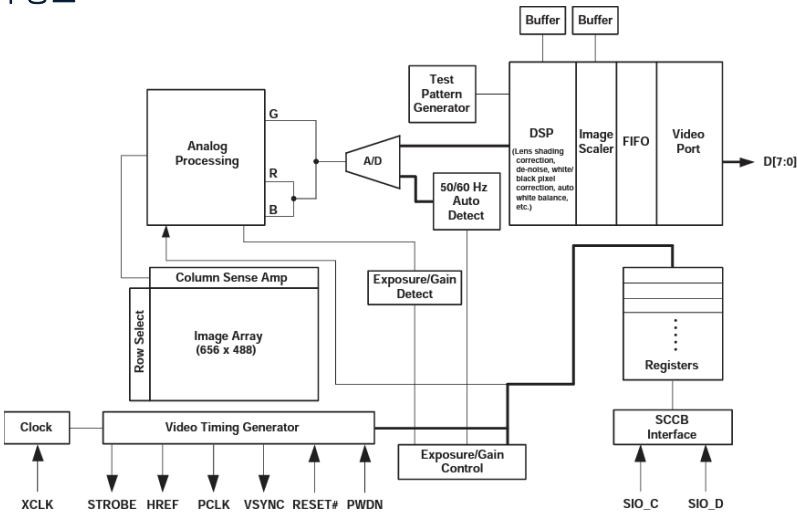 Buffer
Buffer
Test
Pattern
Generator
DSP
(Lens shading
correction,
de-noise, white/
black pixel
correction, auto
white balance,
etc.)
Image
Scaler
FIFO
Video
Port
D[7:0]
Analog
Processing
G
R
B
A/D
50/60 Hz
Auto
Detect
Column Sense Amp
Row Select
Image Array
(656 x 488)
Exposure/Gain
Detect
Registers
Clock
Video Timing Generator
Exposure/Gain
Control
SCCB
Interface
XCLK
STROBE
HREF
PCLK
VSYNC
RESET#
PWDN
SIO_C
SIO_D